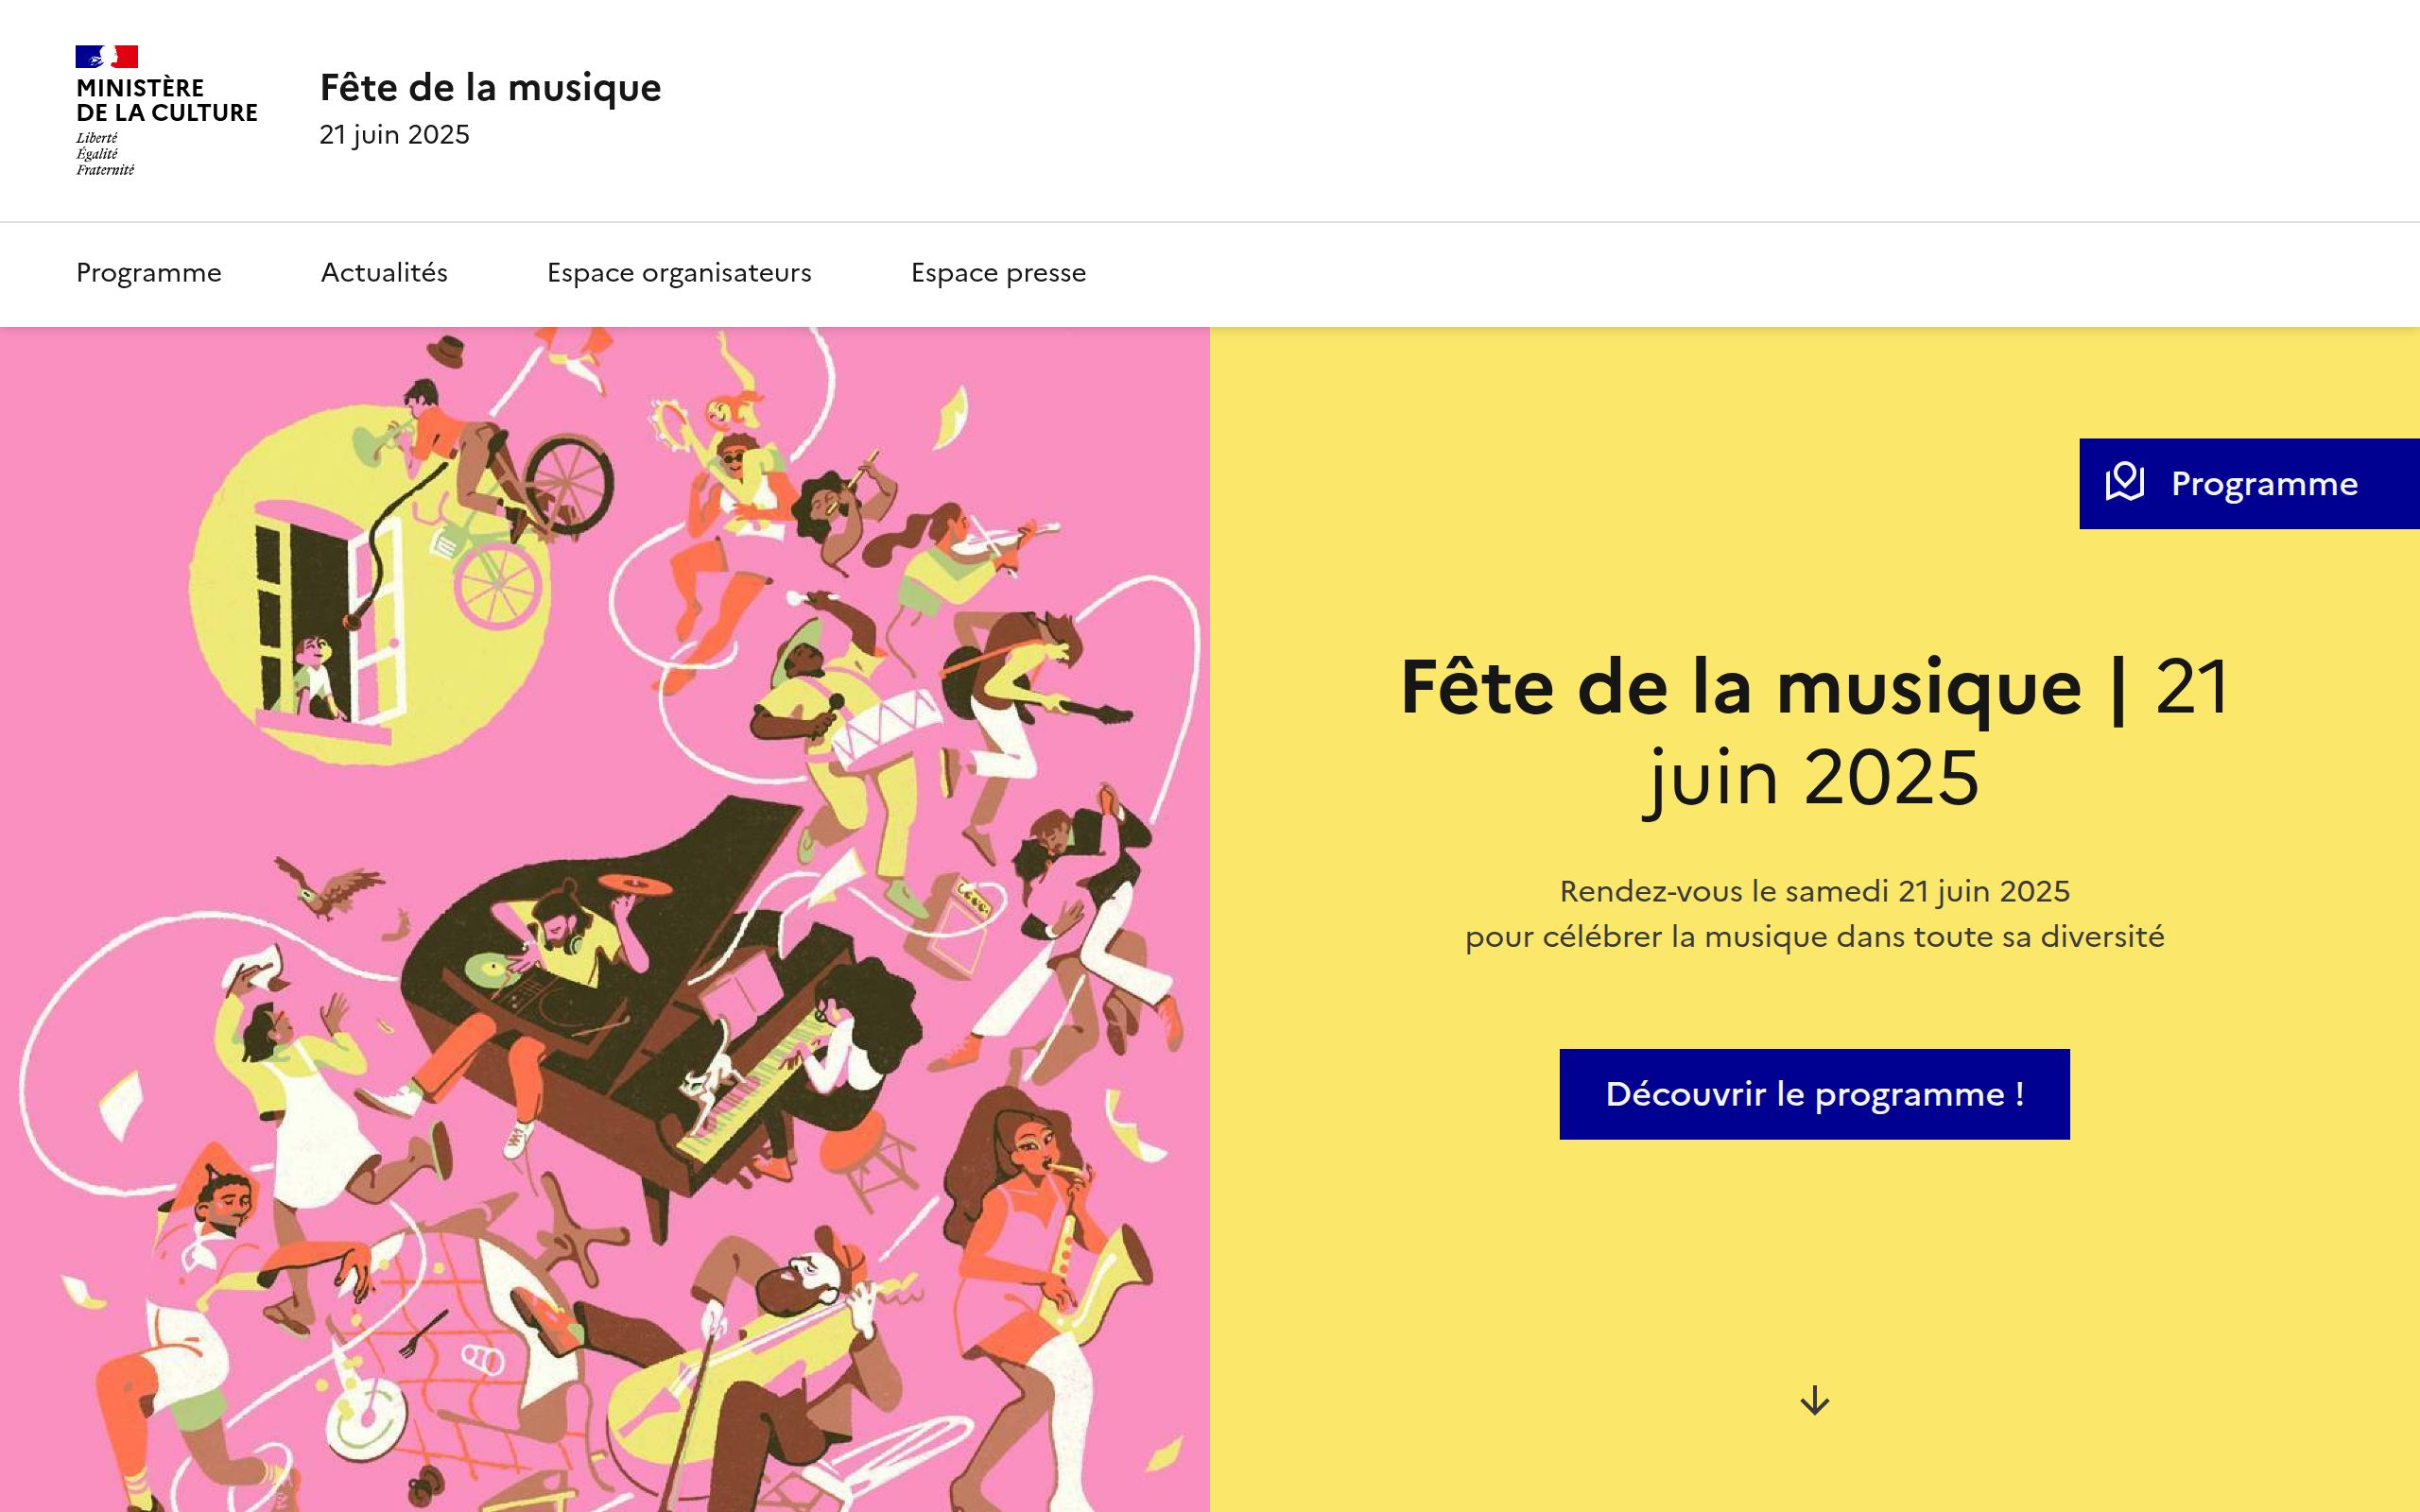 MINISTÈRE
DE LA CULTURE
Liberté
Égalité
Fraternité
Fête de la musique
21 juin 2025
Programme
Actualités
Espace organisateurs
Espace presse
Programme
Fête de la musique | 21
juin 2025
Rendez-vous le samedi 21 juin 2025
pour célébrer la musique dans toute sa diversité
Découvrir le programme !